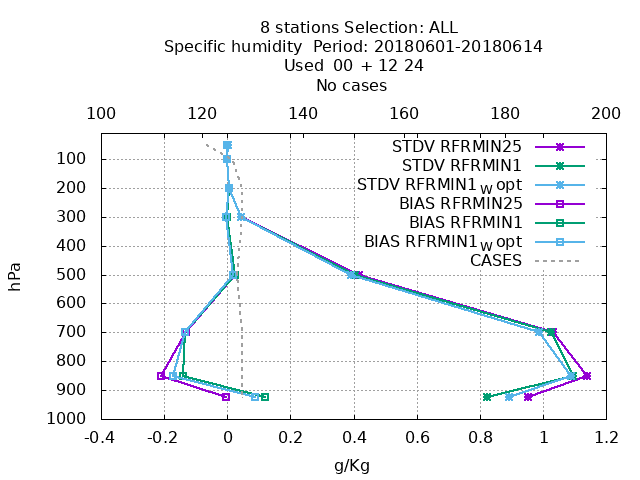 8 stations Selection: ALL
Specific humidity  Period: 20180601-20180614
Used  00 + 12 24
No cases
100 120 140 160 180 200
STDV RFRMIN25
STDV RFRMIN1
STDV RFRMIN1w opt
BIAS RFRMIN25
BIAS RFRMIN1
BIAS RFRMIN1w opt
CASES
hPa
100
200
300
400
500
600
700
800
900
1000
-0.4 -0.2 0 0.2 0.4 0.6 0.8 1 1.2
g/Kg